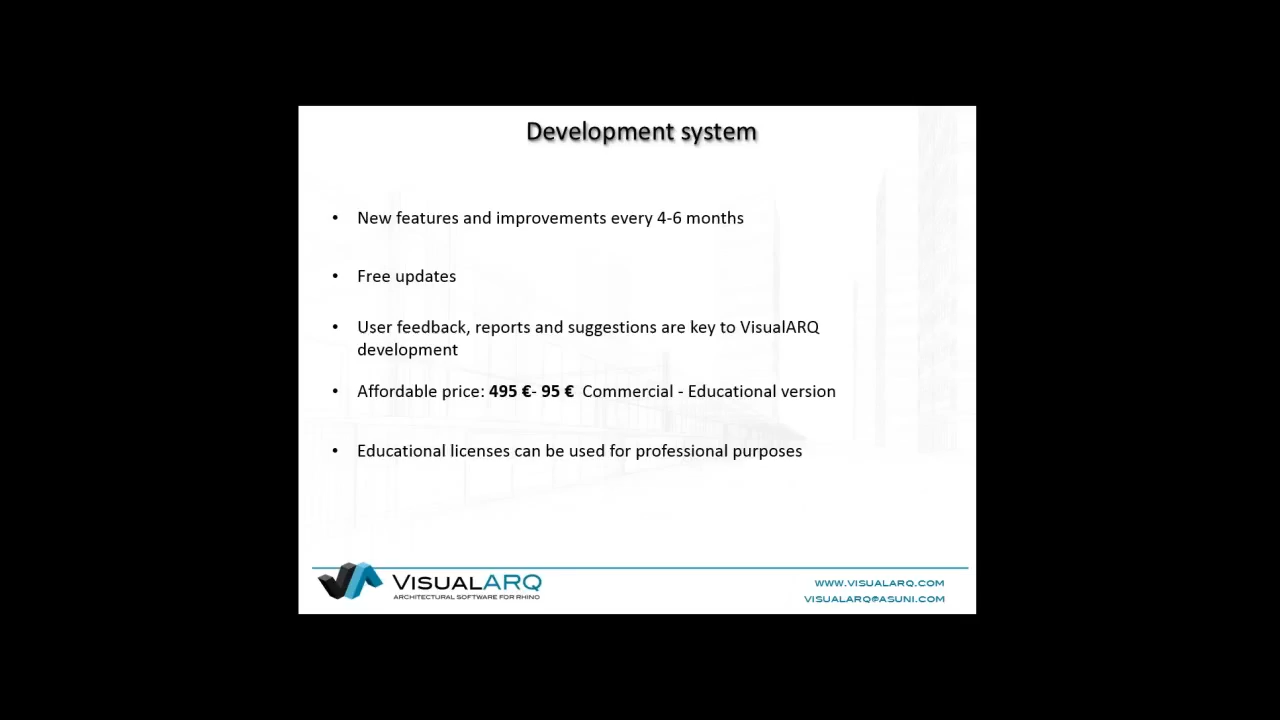 Development system
• New features and improvements every 4-6 months
• Free updates
• User feedback, reports and suggestions are key to VisualARQ
development
• Affordable price: 495 €- 95 € Commercial - Educational version
• Educational licenses can be used for professional purposes
VISUALARQ
ARCHITECTURAL SOFTWARE FOR RHINO
WWW.VISUALARQ.COM
VISUALARQ@ASUNI.COM